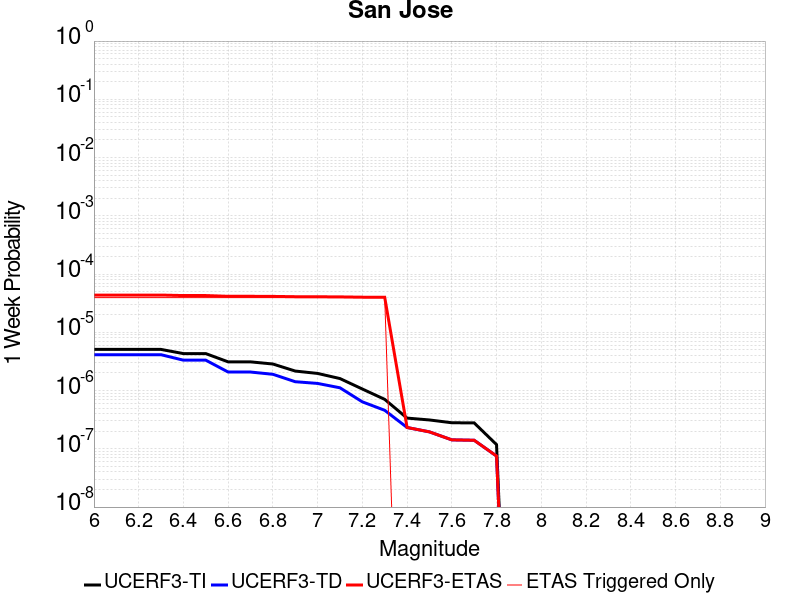 San Jose
1 Week Probability
10^0
10^-1
10^-2
10^-3
10^-4
10^-5
10^-6
10^-7
10^-8
6 6.2 6.4 6.6 6.8 7 7.2 7.4 7.6 7.8 8 8.2 8.4 8.6 8.8 9
Magnitude
UCERF3-TI UCERF3-TD UCERF3-ETAS ETAS Triggered Only